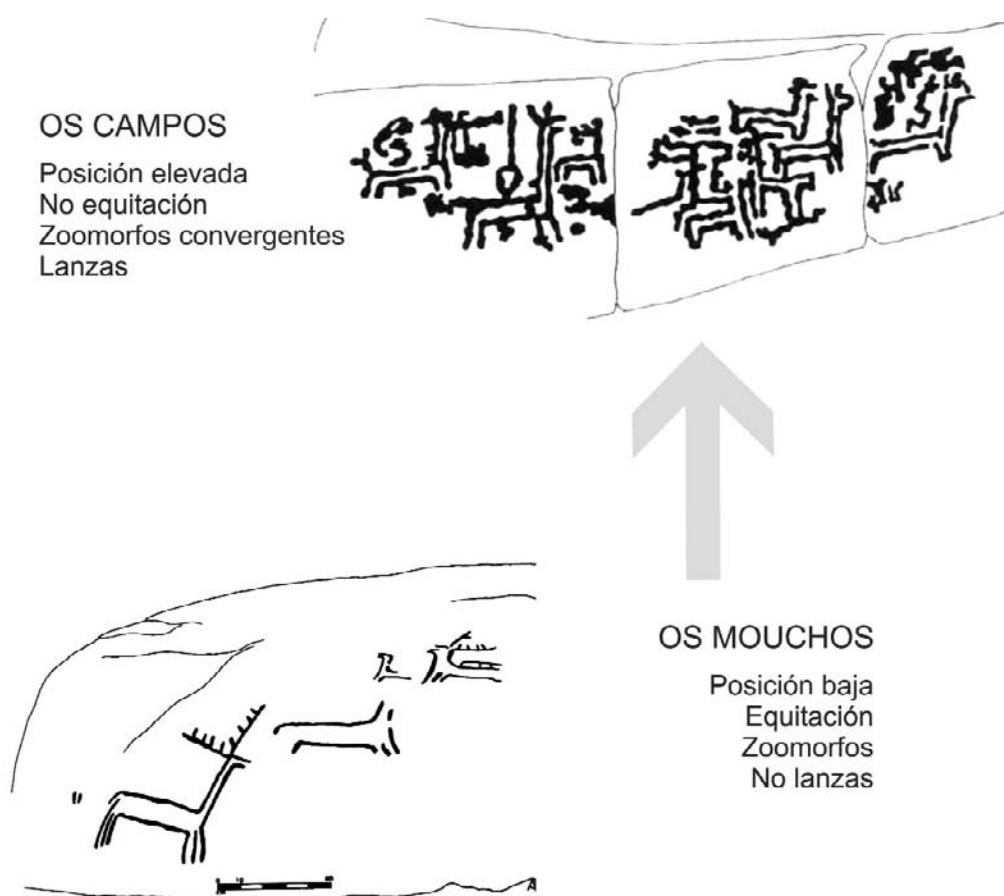 OS CAMPOS
Posición elevada
No equitación
Zoomorfos convergentes
Lanzas
OS MOUCHOS
Posición baja
Equitación
Zoomorfos
No lanzas